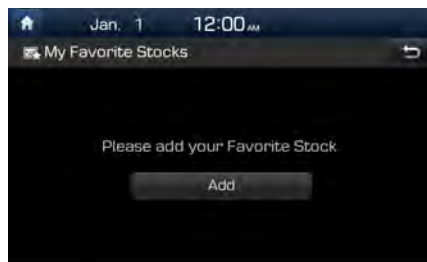 Jan. 1 12:00 AM
My Favorite Stocks
Please add your Favorite Stock
Add